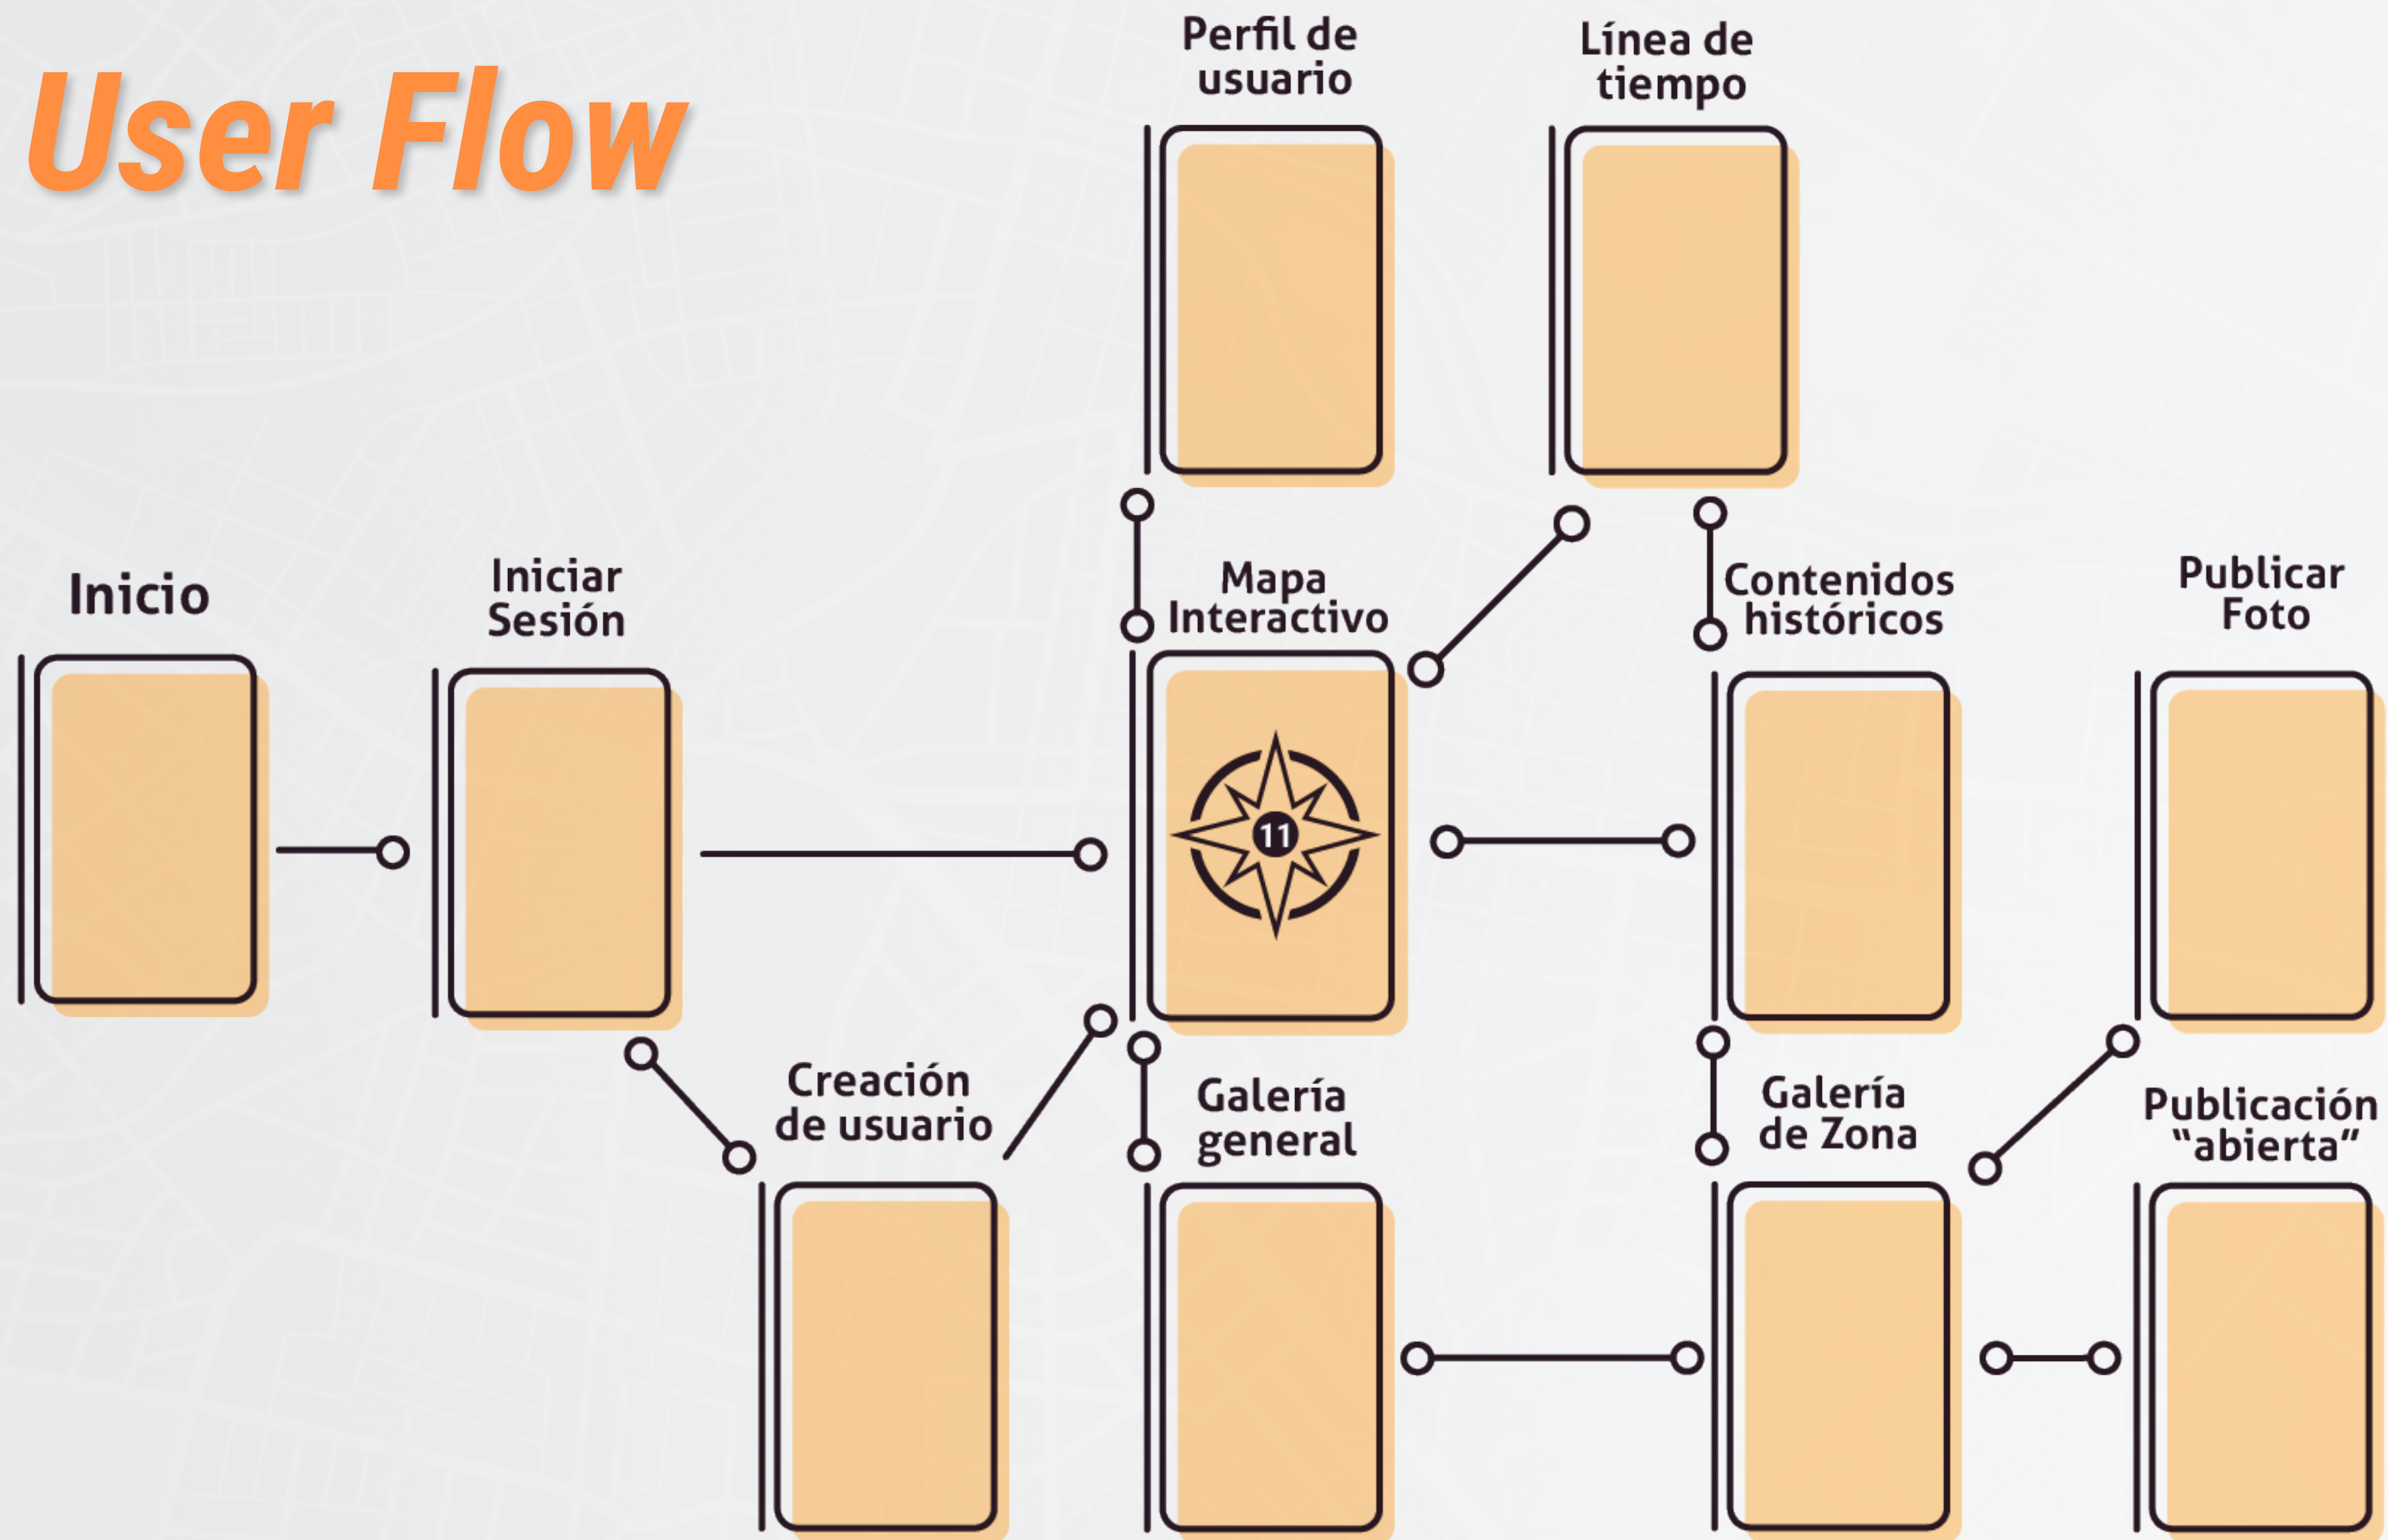 User Flow
Perfil de
usuario
Línea de
tiempo
Inicio
Iniciar
Sesión
Mapa
Interactivo
Contenidos
históricos
Publicar
Foto
11
Creación
de usuario
Galería
general
Galería
de Zona
Publicación
“abierta”